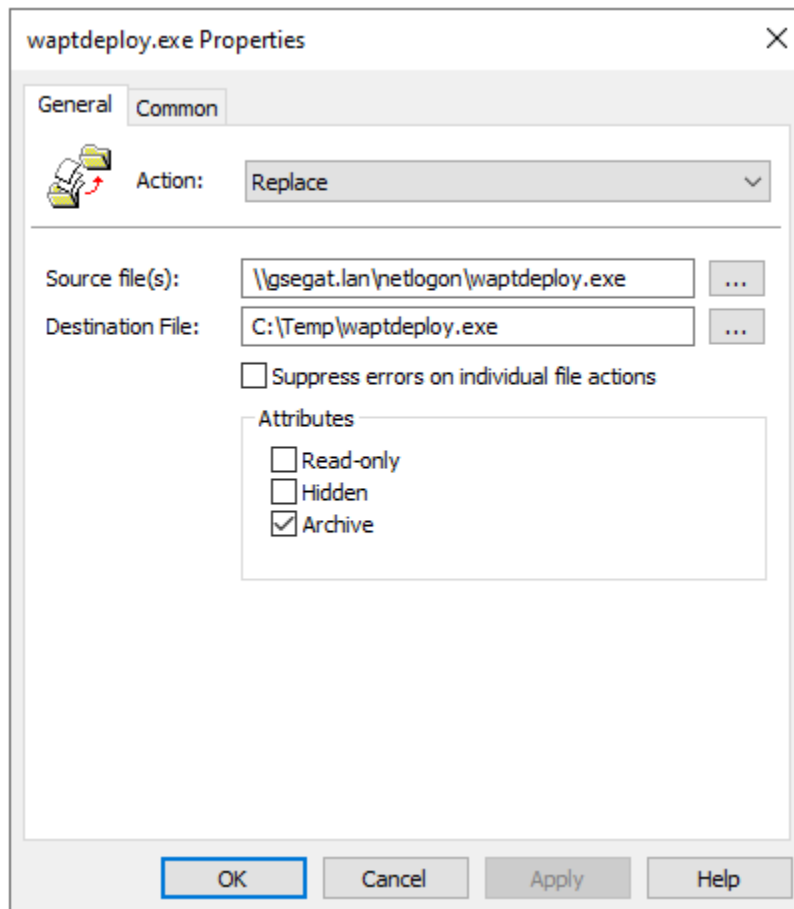 waptdeploy.exe Properties
General
Common
Action:
Replace
Source file(s):
\\gsegat.lan\netlogon\waptdeploy.exe
...
Destination File:
C:\Temp\waptdeploy.exe
...
Suppress errors on individual file actions
Attributes
Read-only
Hidden
Archive
OK
Cancel
Apply
Help